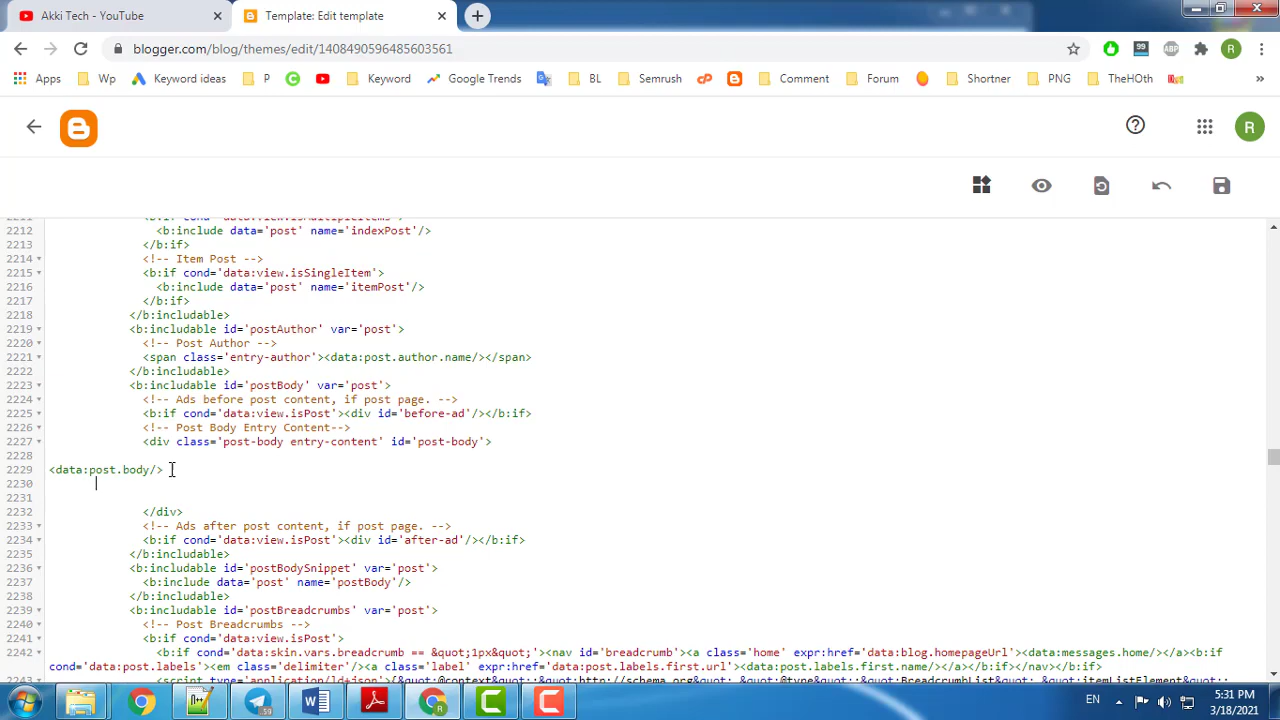 Akki Tech - YouTube
Template: Edit template
blogger.com/blog/themes/edit/1408490596485603561
99
ABP
R
Apps
Wp
Keyword ideas
P
Keyword
Google Trends
BL
Semrush
Comment
Forum
Shortner
PNG
TheHOth
»
R
2212 <b:include data='post' name='indexPost'/>
2213 </b:if>
2214 <!-- Item Post -->
2215 <b:if cond='data:view.isSingleItem'>
2216 <b:include data='post' name='itemPost'/>
2217 </b:if>
2218 </b:includable>
2219 <b:includable id='postAuthor' var='post'>
2220 <!-- Post Author -->
2221 <span class='entry-author'><data:post.author.name/></span>
2222 </b:includable>
2223 <b:includable id='postBody' var='post'>
2224 <!-- Ads before post content, if post page. -->
2225 <b:if cond='data:view.isPost'><div id='before-ad'/></b:if>
2226 <!-- Post Body Entry Content-->
2227 <div class='post-body entry-content' id='post-body'>
2228
2229 <data:post.body/>
2230
2231
2232 </div>
2233 <!-- Ads after post content, if post page. -->
2234 <b:if cond='data:view.isPost'><div id='after-ad'/></b:if>
2235 </b:includable>
2236 <b:includable id='postBodySnippet' var='post'>
2237 <b:include data='post' name='postBody'/>
2238 </b:includable>
2239 <b:includable id='postBreadcrumbs' var='post'>
2240 <!-- Post Breadcrumbs -->
2241 <b:if cond='data:view.isPost'>
2242 <b:if cond='data:skin.vars.breadcrumb == &quot;1px&quot;'><nav id='breadcrumb'><a class='home' expr:href='data:blog.homepageUrl'><data:messages.home/></a><b:if
cond='data:post.labels'><em class='delimiter'/><a class='label' expr:href='data:post.labels.first.url'><data:post.labels.first.name/></a></b:if></nav></b:if>
59
EN
5:31 PM
3/18/2021